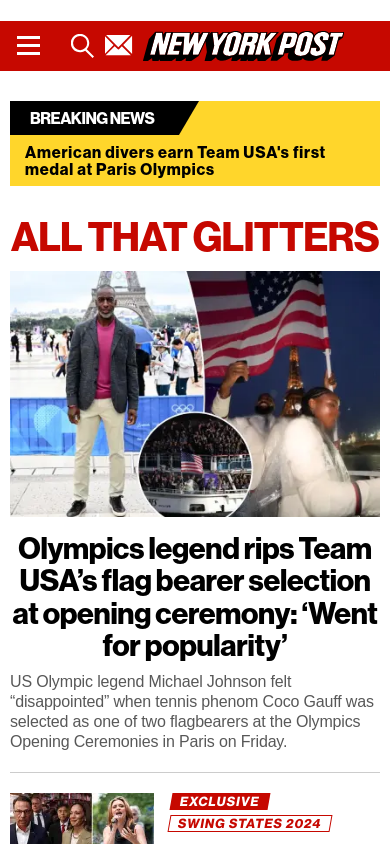 NEW YORK POST
BREAKING NEWS
American divers earn Team USA's first
medal at Paris Olympics
ALL THAT GLITTERS
Olympics legend rips Team
USA’s flag bearer selection
at opening ceremony: ‘Went
for popularity’
US Olympic legend Michael Johnson felt
“disappointed” when tennis phenom Coco Gauff was
selected as one of two flagbearers at the Olympics
Opening Ceremonies in Paris on Friday.
EXCLUSIVE
SWING STATES 2024